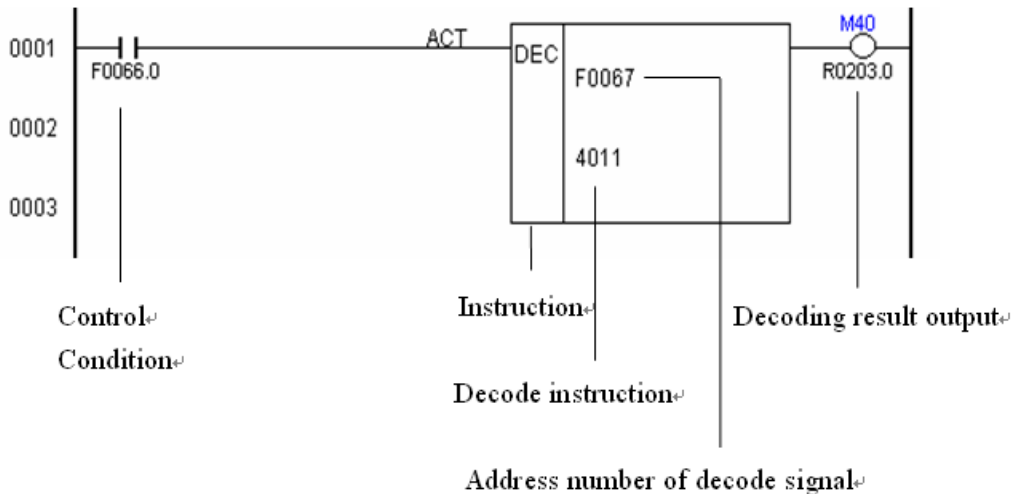 M40
0001
ACT
DEC
F0066.0
F0067
R0203.0
0002
4011
0003
Control↵
Condition↵
Instruction↵
Decoding result output↵
Decode instruction↵
Address number of decode signal↵